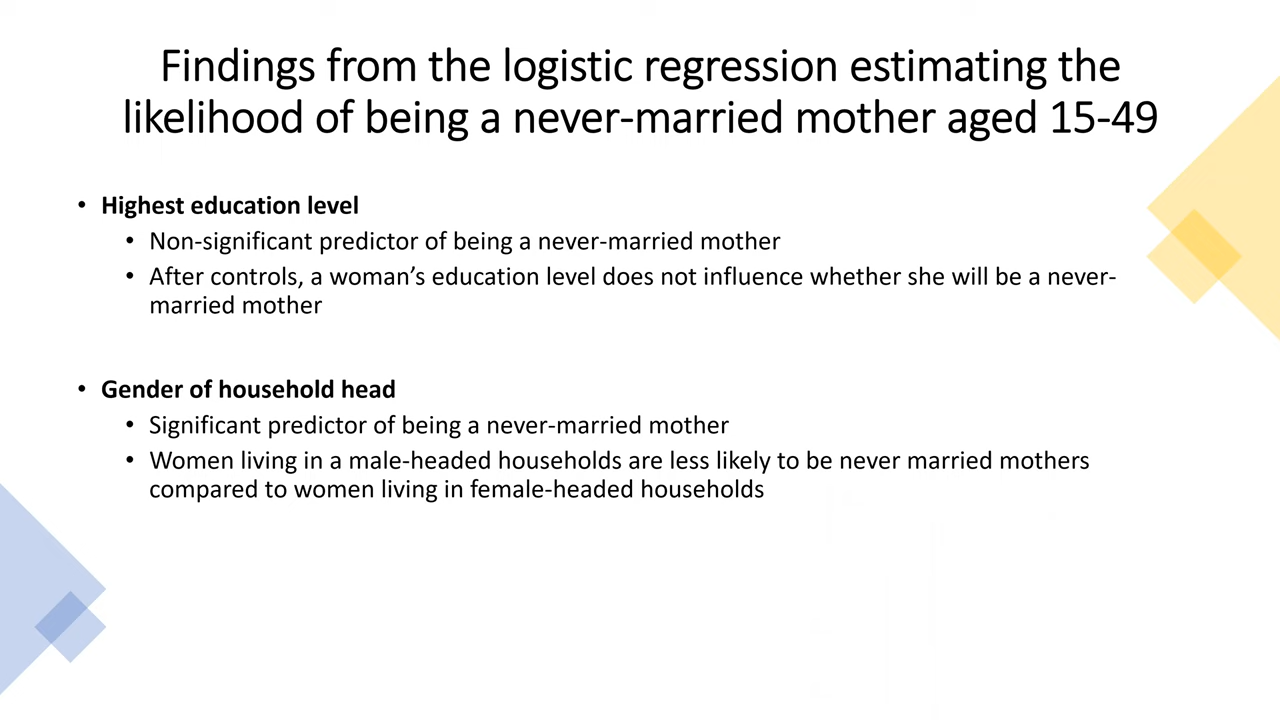 Findings from the logistic regression estimating the
likelihood of being a never-married mother aged 15-49
• Highest education level
• Non-significant predictor of being a never-married mother
• After controls, a woman’s education level does not influence whether she will be a never-
married mother
• Gender of household head
• Significant predictor of being a never-married mother
• Women living in a male-headed households are less likely to be never married mothers
compared to women living in female-headed households